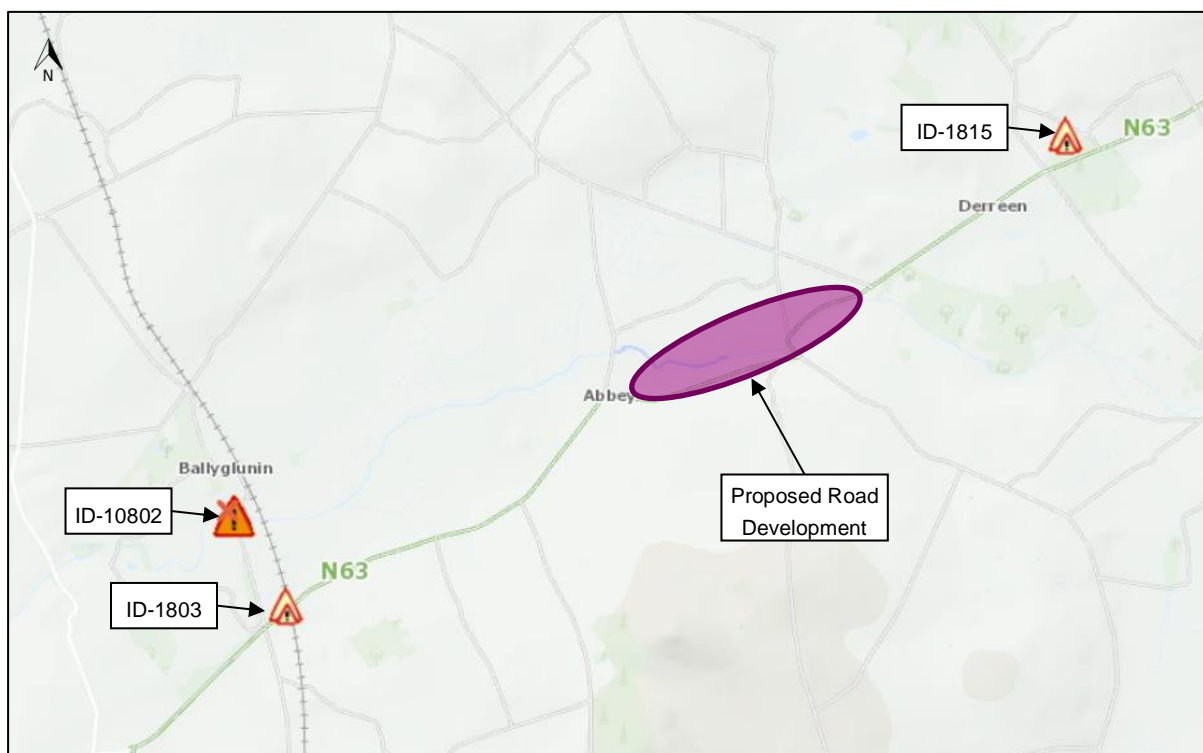 N
ID-1815
N63
Derreen
Abbey
Ballyglunin
ID-10802
Proposed Road
Development
N63
ID-1803